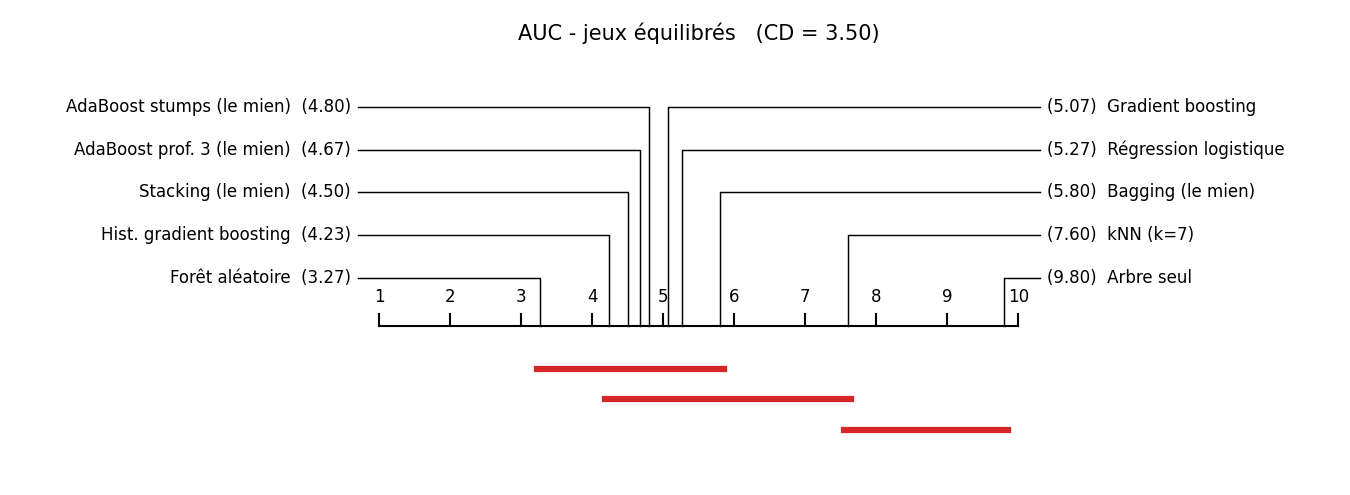 AUC - jeux équilibrés   (CD = 3.50)
AdaBoost stumps (le mien)  (4.80)
(5.07)  Gradient boosting
AdaBoost prof. 3 (le mien)  (4.67)
(5.27)  Régression logistique
Stacking (le mien)  (4.50)
(5.80)  Bagging (le mien)
Hist. gradient boosting  (4.23)
(7.60)  kNN (k=7)
Forêt aléatoire  (3.27)
(9.80)  Arbre seul
1 2 3 4 5 6 7 8 9 10